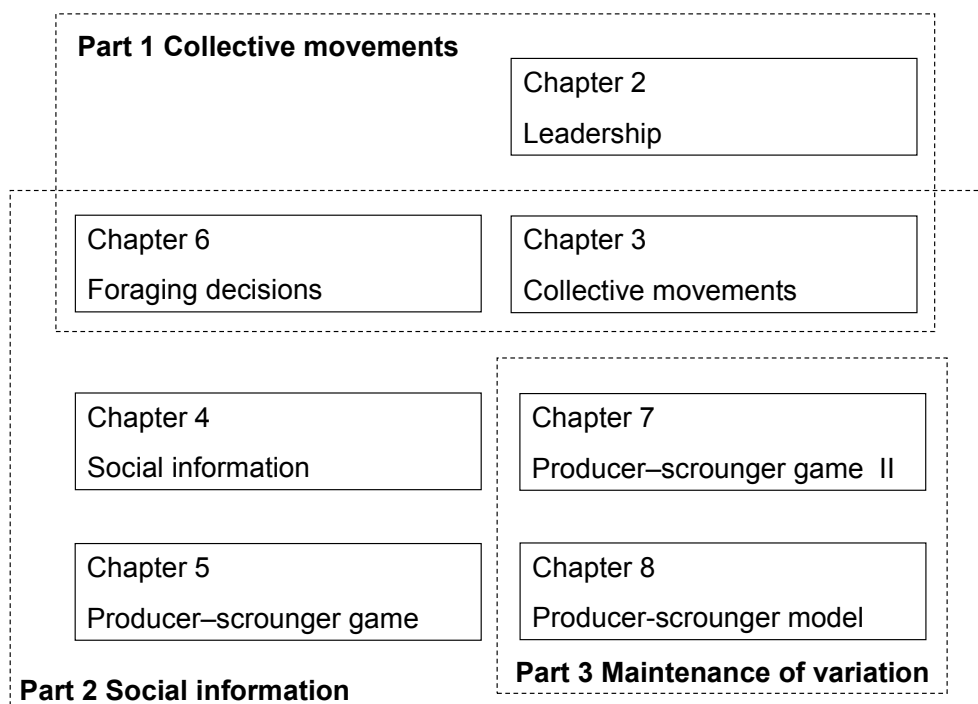 Part 1 Collective movements
Chapter 2
Leadership
Chapter 6
Foraging decisions
Chapter 3
Collective movements
Chapter 4
Social information
Chapter 7
Producer–scrounger game II
Chapter 5
Producer–scrounger game
Chapter 8
Producer-scrounger model
Part 3 Maintenance of variation
Part 2 Social information